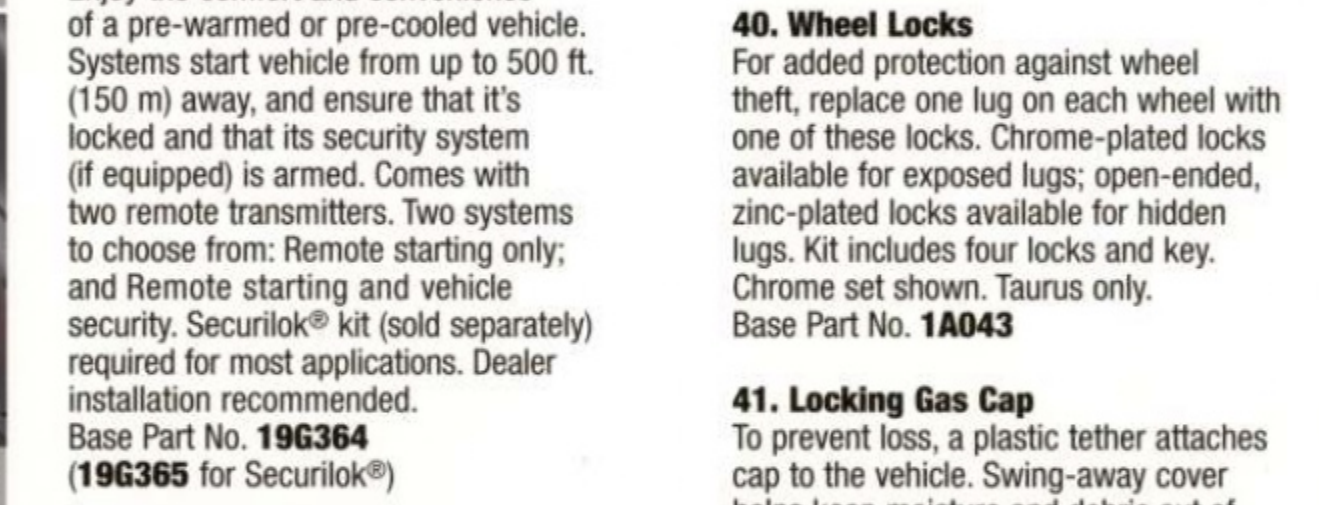 of a pre-warmed or pre-cooled vehicle.
Systems start vehicle from up to 500 ft.
(150 m) away, and ensure that it's
locked and that its security system
(if equipped) is armed. Comes with
two remote transmitters. Two systems
to choose from: Remote starting only;
and Remote starting and vehicle
security. Securilok® kit (sold separately)
required for most applications. Dealer
installation recommended.
Base Part No. 19G364
(19G365 for Securilok®)
40. Wheel Locks
For added protection against wheel
theft, replace one lug on each wheel with
one of these locks. Chrome-plated locks
available for exposed lugs; open-ended,
zinc-plated locks available for hidden
lugs. Kit includes four locks and key.
Chrome set shown. Taurus only.
Base Part No. 1A043
41. Locking Gas Cap
To prevent loss, a plastic tether attaches
cap to the vehicle. Swing-away cover